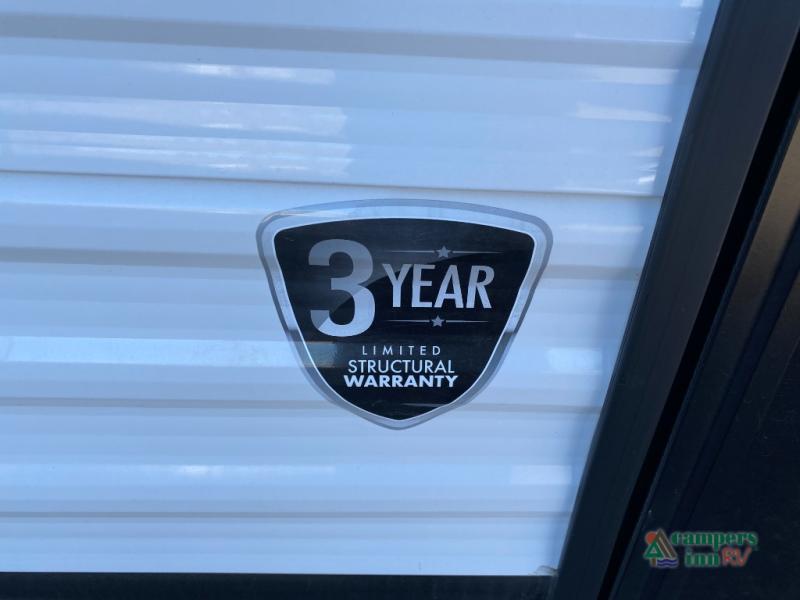 3 YEAR
LIMITED
STRUCTURAL
WARRANTY
campers
inn RV